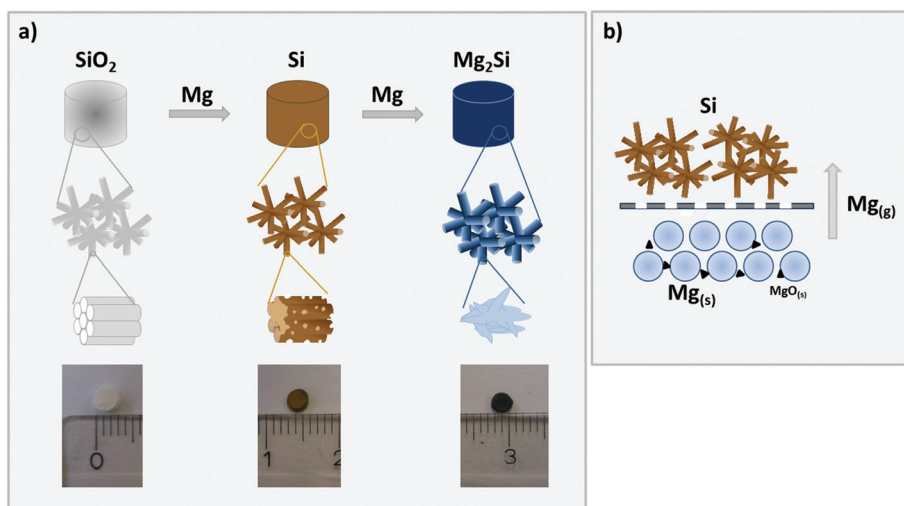 a)
SiO₂
Mg
Si
Mg
Mg₂Si
0
1
2
3
b)
Si
Mg(g)
Mg(s)
MgO(s)